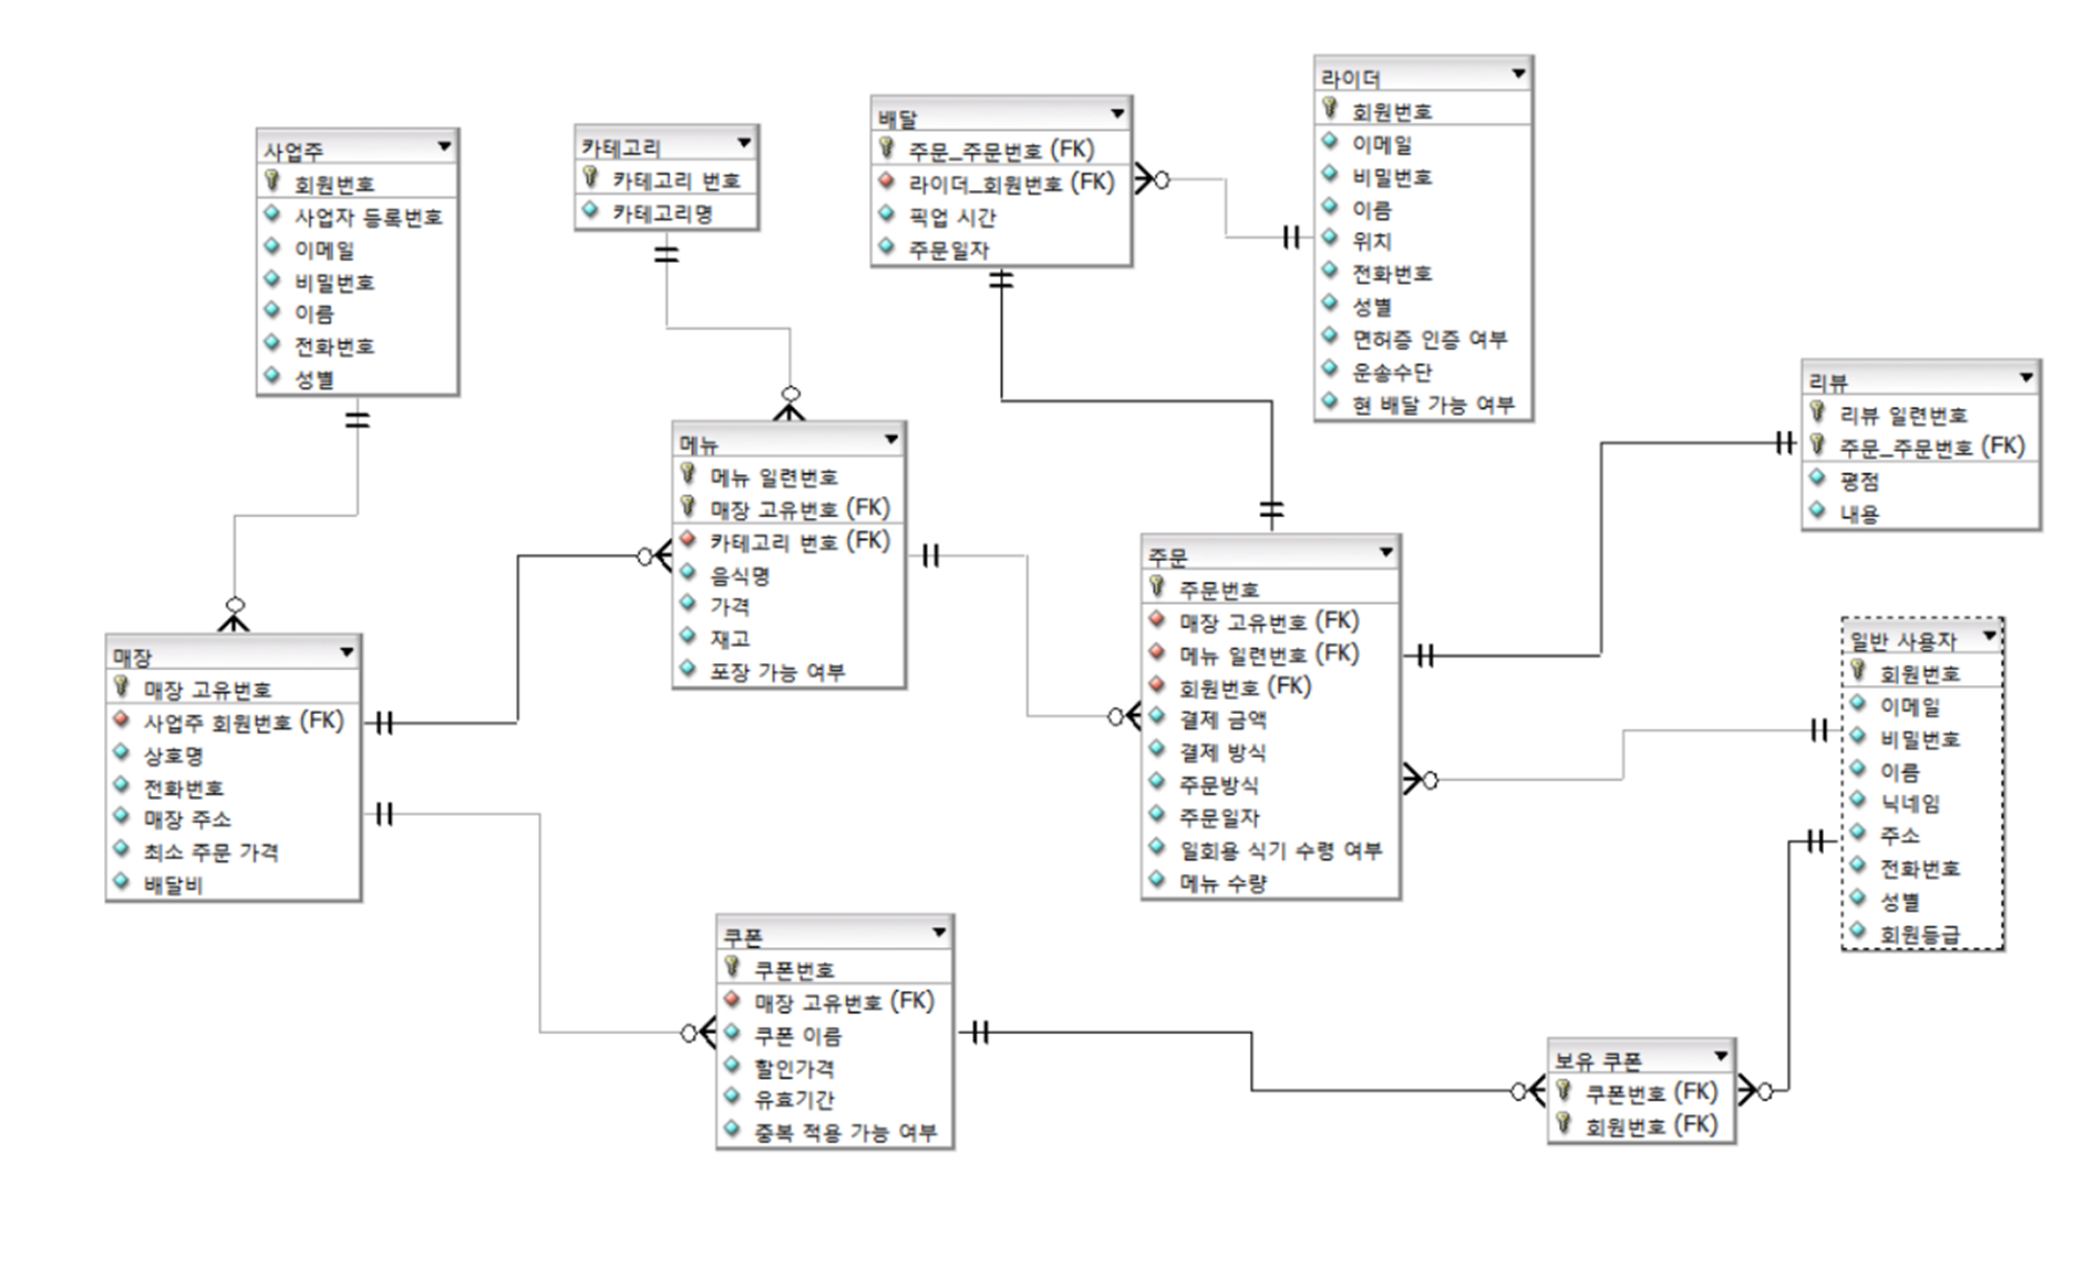 사업주
회원번호
사업자 등록번호
이메일
비밀번호
이름
전화번호
성별
카테고리
카테고리 번호
카테고리명
배달
주문_주문번호 (FK)
라이더_회원번호 (FK)
픽업 시간
주문일자
라이더
회원번호
이메일
비밀번호
이름
위치
전화번호
성별
면허증 인증 여부
운송수단
현 배달 가능 여부
리뷰
리뷰 일련번호
주문_주문번호 (FK)
평점
내용
메뉴
메뉴 일련번호
매장 고유번호 (FK)
카테고리 번호 (FK)
음식명
가격
재고
포장 가능 여부
주문
주문번호
매장 고유번호 (FK)
메뉴 일련번호 (FK)
회원번호 (FK)
결제 금액
결제 방식
주문방식
주문일자
일회용 식기 수령 여부
메뉴 수량
일반 사용자
회원번호
이메일
비밀번호
이름
닉네임
주소
전화번호
성별
회원등급
매장
매장 고유번호
사업주 회원번호 (FK)
상호명
전화번호
매장 주소
최소 주문 가격
배달비
쿠폰
쿠폰번호
매장 고유번호 (FK)
쿠폰 이름
할인가격
유효기간
중복 적용 가능 여부
보유 쿠폰
쿠폰번호 (FK)
회원번호 (FK)